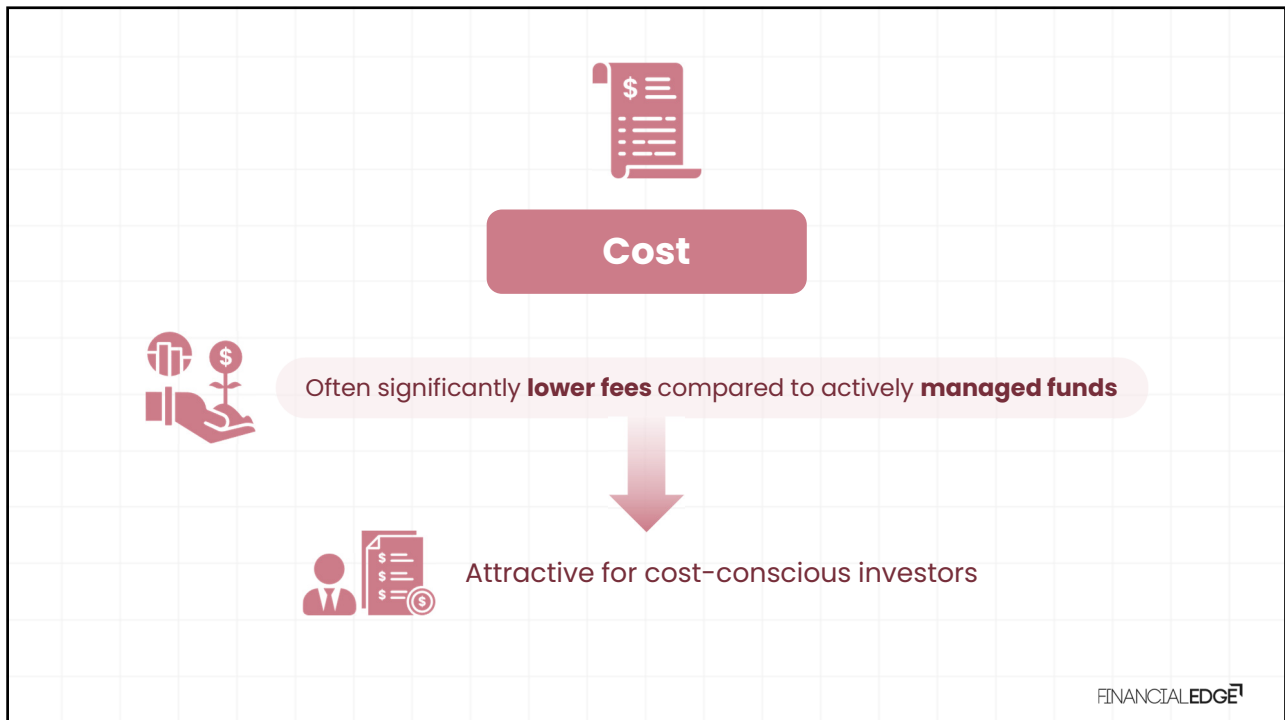 $
Cost
$
Often significantly lower fees compared to actively managed funds
$
$
$
$
Attractive for cost-conscious investors
FINANCIALEDGE